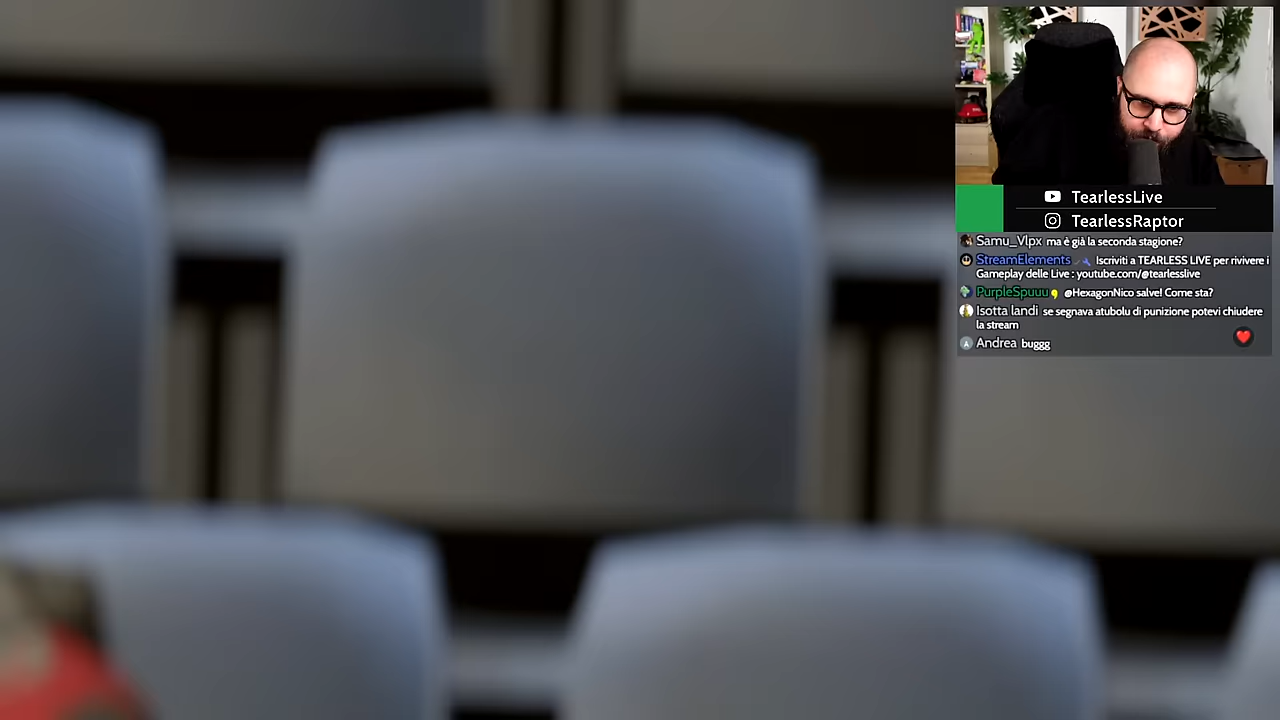 TearlessLive
TearlessRaptor
Samu_Vlpx ma è già la seconda stagione?
StreamElements Iscriviti a TEARLESS LIVE per rivivere i
Gameplay delle Live : youtube.com/@tearlesslive
PurpleSpuuu @HexagonNico salve! Come sta?
Isotta landi se segnava atubolu di punizione potevi chiudere
la stream
A Andrea buggg